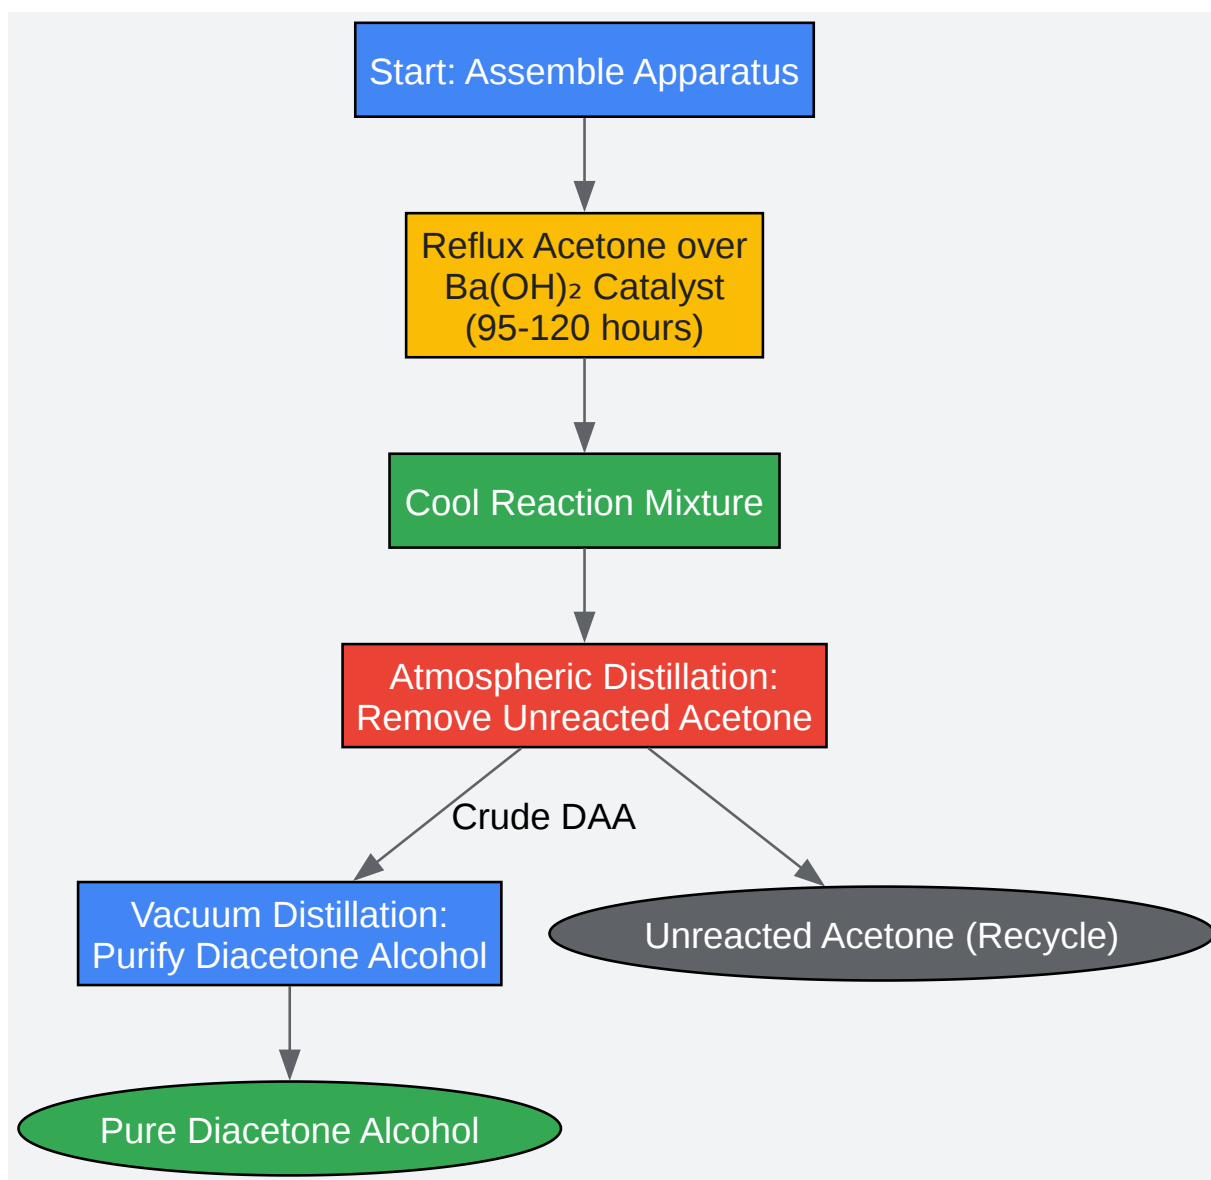 Start: Assemble Apparatus
Reflux Acetone over
Ba(OH)₂ Catalyst
(95-120 hours)
Cool Reaction Mixture
Atmospheric Distillation:
Remove Unreacted Acetone
Crude DAA
Vacuum Distillation:
Purify Diacetone Alcohol
Unreacted Acetone (Recycle)
Pure Diacetone Alcohol